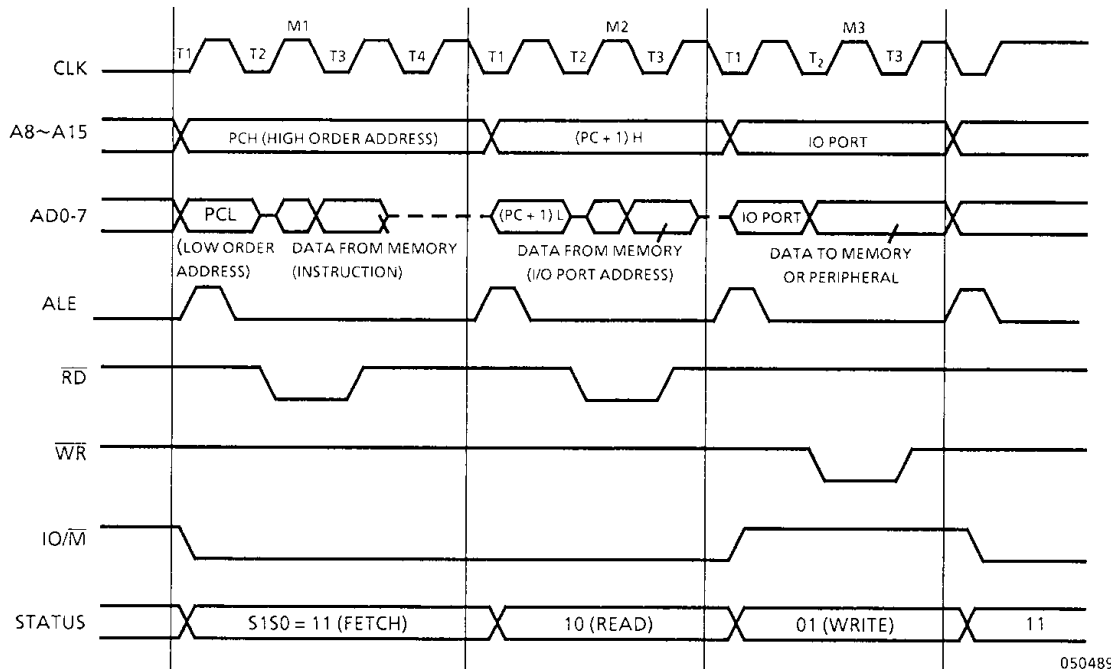 M1 M2 M3
CLK T1 T2 T3 T4 T1 T2 T3 T1 T2 T3
A8~A15 PCH (HIGH ORDER ADDRESS) (PC + 1) H IO PORT
AD0-7 PCL (PC + 1) L IO PORT
(LOW ORDER ADDRESS)
DATA FROM MEMORY
(INSTRUCTION)
DATA FROM MEMORY
(I/O PORT ADDRESS)
DATA TO MEMORY
OR PERIPHERAL
ALE
RD
WR
IO/M
STATUS S1S0 = 11 (FETCH) 10 (READ) 01 (WRITE) 11
050489